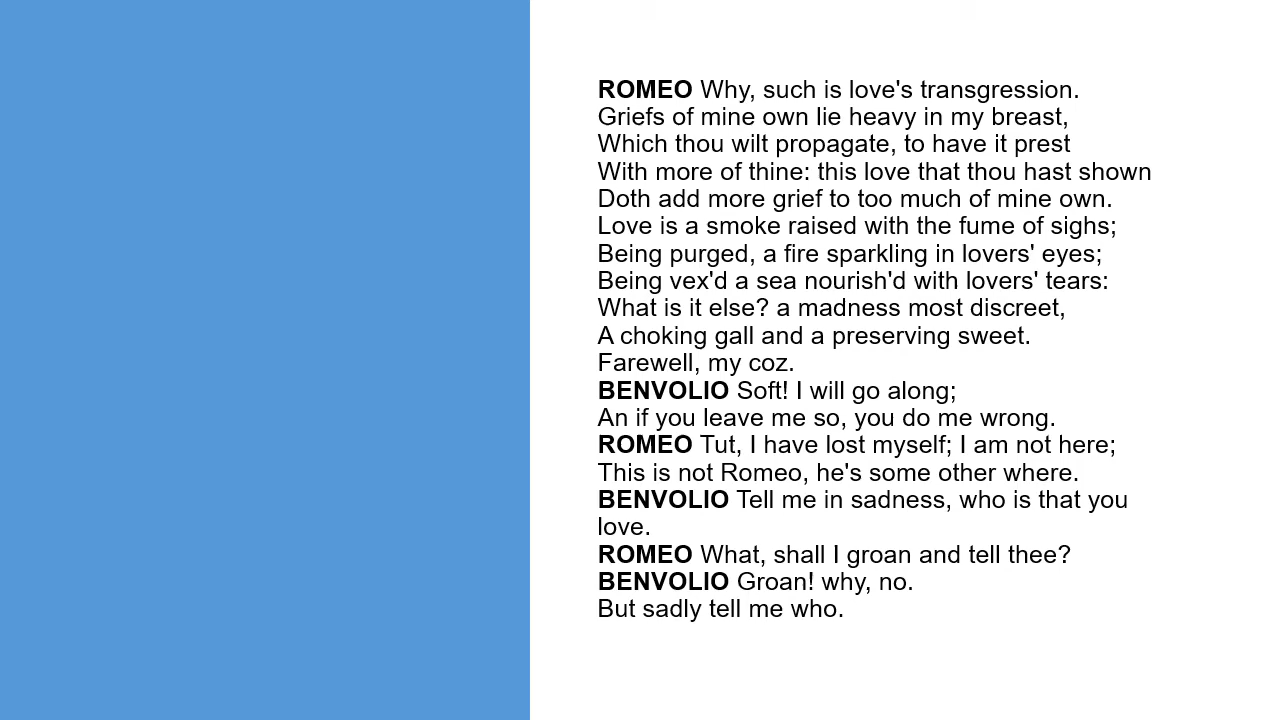 ROMEO Why, such is love's transgression.
Griefs of mine own lie heavy in my breast,
Which thou wilt propagate, to have it prest
With more of thine: this love that thou hast shown
Doth add more grief to too much of mine own.
Love is a smoke raised with the fume of sighs;
Being purged, a fire sparkling in lovers' eyes;
Being vex'd a sea nourish'd with lovers' tears:
What is it else? a madness most discreet,
A choking gall and a preserving sweet.
Farewell, my coz.
BENVOLIO Soft! I will go along;
An if you leave me so, you do me wrong.
ROMEO Tut, I have lost myself; I am not here;
This is not Romeo, he's some other where.
BENVOLIO Tell me in sadness, who is that you
love.
ROMEO What, shall I groan and tell thee?
BENVOLIO Groan! why, no.
But sadly tell me who.